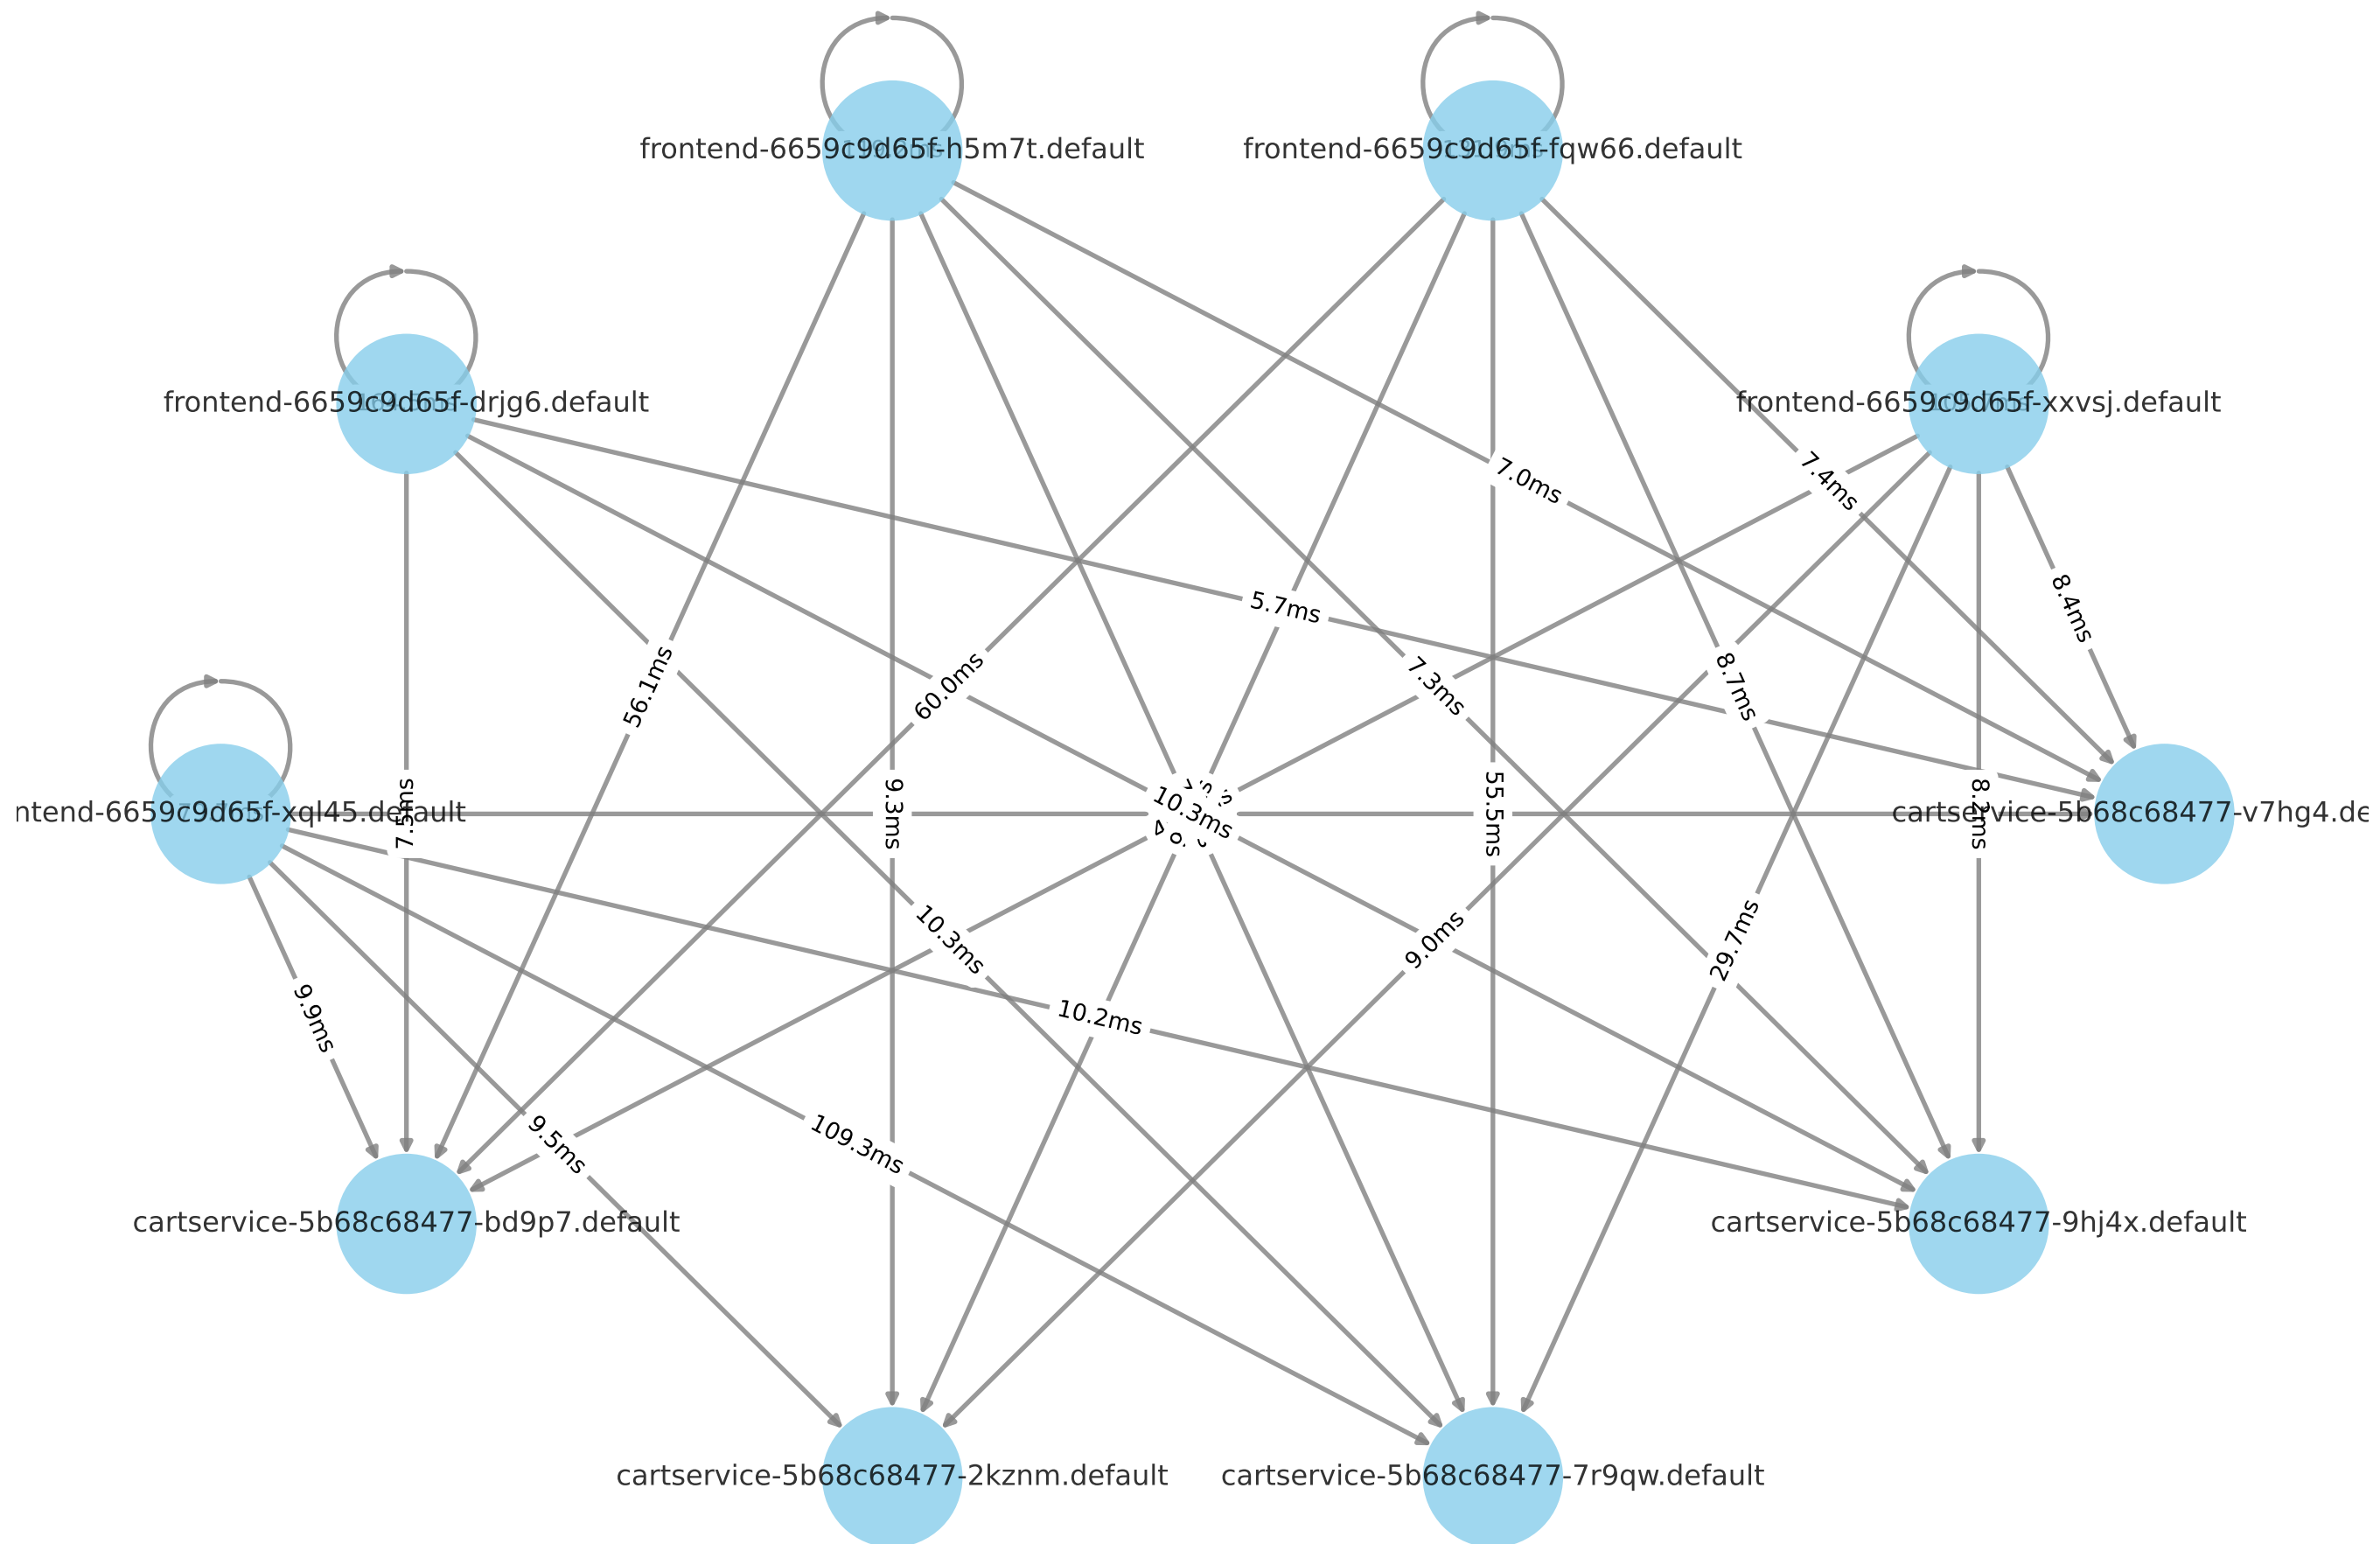 frontend-6659c9d65f-h5m7t.default
frontend-6659c9d65f-fqw66.default
frontend-6659c9d65f-drjg6.default
frontend-6659c9d65f-xxvsj.default
7.0ms
7.4ms
5.7ms
8.4ms
56.1ms
60.0ms
7.3ms
8.7ms
ntend-6659c9d65f-xql45.default
7.5ms
9.3ms
10.3ms
55.5ms
8.2ms
cartservice-5b68c68477-v7hg4.de
10.3ms
9.0ms
29.7ms
9.9ms
10.2ms
9.5ms
109.3ms
cartservice-5b68c68477-bd9p7.default
cartservice-5b68c68477-9hj4x.default
cartservice-5b68c68477-2kznm.default
cartservice-5b68c68477-7r9qw.default